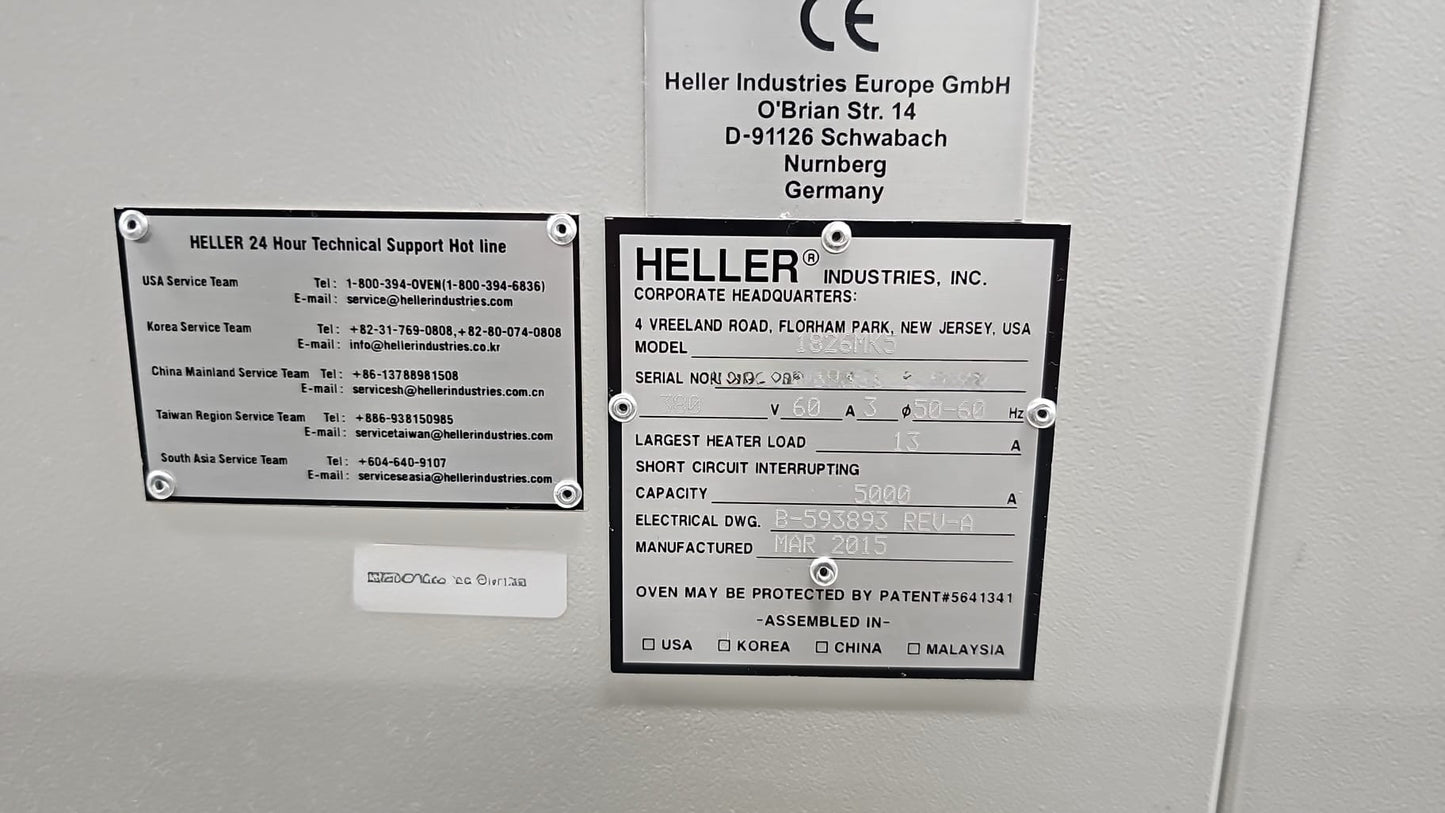 CE
Heller Industries Europe GmbH
O'Brian Str. 14
D-91126 Schwabach
Nurnberg
Germany
HELLER 24 Hour Technical Support Hot line
USA Service Team Tel: 1-800-394-OVEN(1-800-394-6836)
E-mail: service@hellerindustries.com
Korea Service Team Tel: +82-31-769-0808,+82-80-074-0808
E-mail: info@hellerindustries.co.kr
China Mainland Service Team Tel: +86-13788981508
E-mail: servicesh@hellerindustries.com.cn
Taiwan Region Service Team Tel: +886-938150985
E-mail: servicetaiwan@hellerindustries.com
South Asia Service Team Tel: +604-640-9107
E-mail: serviceseasia@hellerindustries.com
HELLER® INDUSTRIES, INC.
CORPORATE HEADQUARTERS:
4 VREELAND ROAD, FLORHAM PARK, NEW JERSEY, USA
MODEL 1826MK5
SERIAL NO
380 V 60 A 3 ϕ 50-60 Hz
LARGEST HEATER LOAD 13 A
SHORT CIRCUIT INTERRUPTING
CAPACITY 5000 A
ELECTRICAL DWG. B-593893 REV-A
MANUFACTURED MAR 2015
OVEN MAY BE PROTECTED BY PATENT#5641341
-ASSEMBLED IN-
☐ USA ☐ KOREA ☐ CHINA ☐ MALAYSIA